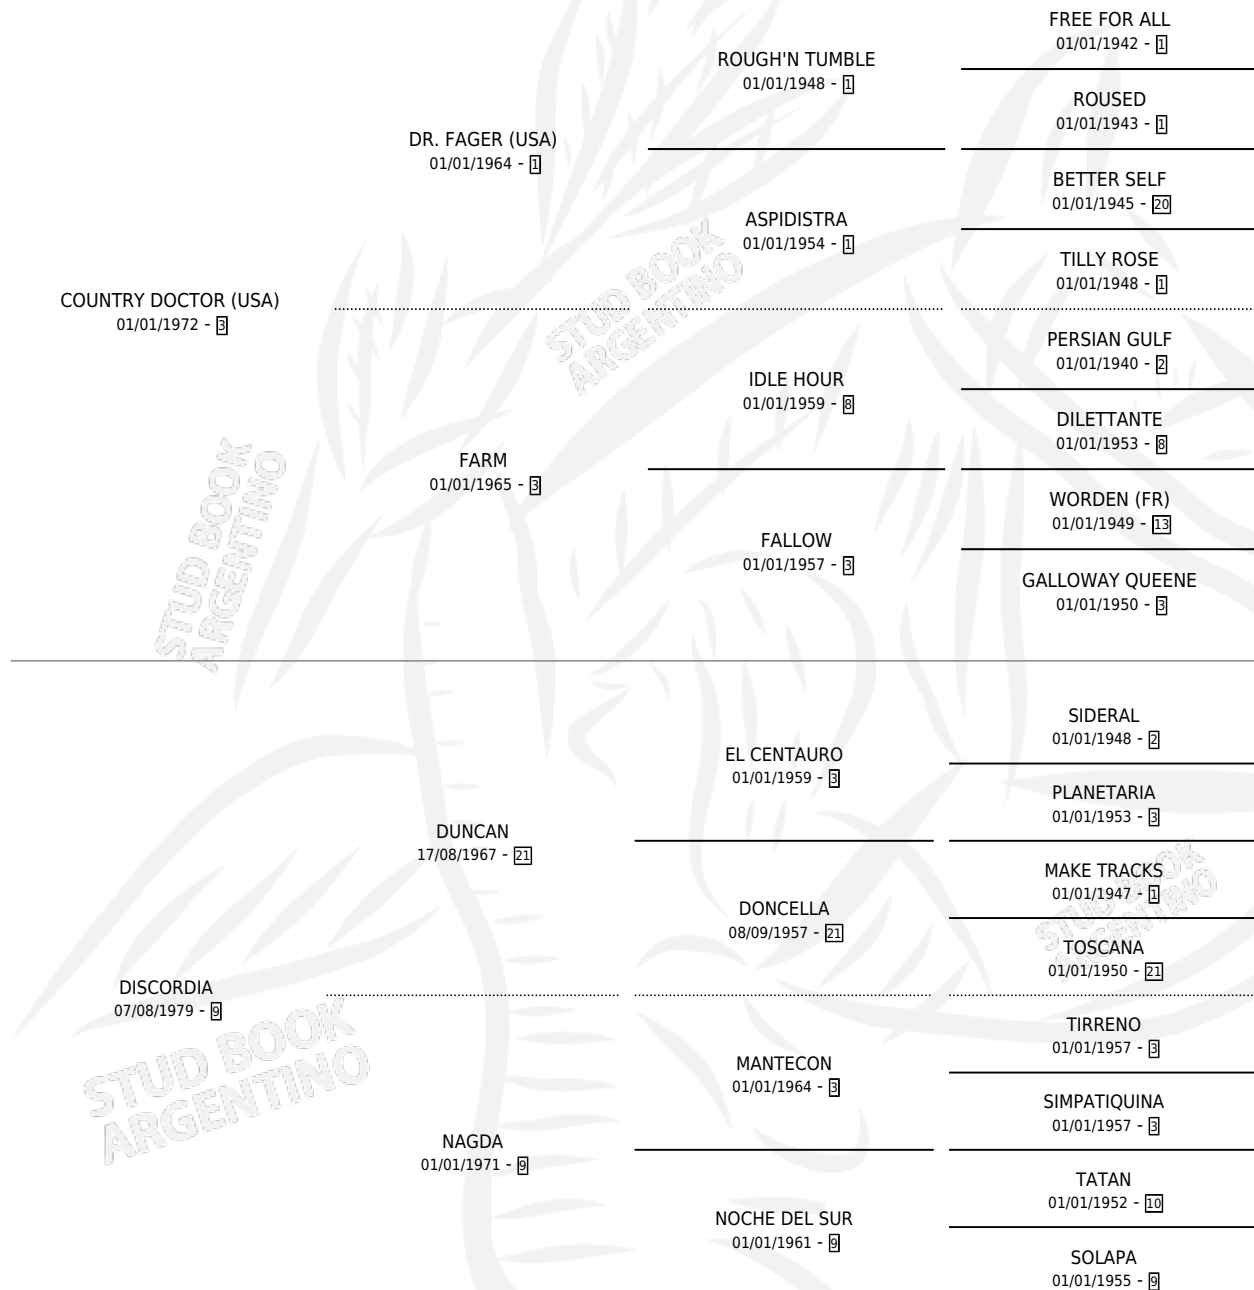 FREE FOR ALL
01/01/1942 - 1
ROUGH'N TUMBLE
01/01/1948 - 1
ROUSED
01/01/1943 - 1
DR. FAGER (USA)
01/01/1964 - 1
BETTER SELF
01/01/1945 - 20
ASPIDISTRA
01/01/1954 - 1
TILLY ROSE
01/01/1948 - 1
COUNTRY DOCTOR (USA)
01/01/1972 - 3
PERSIAN GULF
01/01/1940 - 2
IDLE HOUR
01/01/1959 - 8
DILETTANTE
01/01/1953 - 8
FARM
01/01/1965 - 3
WORDEN (FR)
01/01/1949 - 13
FALLOW
01/01/1957 - 3
GALLOWAY QUEENE
01/01/1950 - 3
SIDERAL
01/01/1948 - 2
EL CENTAURO
01/01/1959 - 3
PLANETARIA
01/01/1953 - 3
DUNCAN
17/08/1967 - 21
MAKE TRACKS
01/01/1947 - 1
DONCELLA
08/09/1957 - 21
TOSCANA
01/01/1950 - 21
DISCORDIA
07/08/1979 - 9
TIRRENO
01/01/1957 - 3
MANTECON
01/01/1964 - 3
SIMPATIQUINA
01/01/1957 - 3
NAGDA
01/01/1971 - 9
TATAN
01/01/1952 - 10
NOCHE DEL SUR
01/01/1961 - 9
SOLAPA
01/01/1955 - 9
STUD BOOK
ARGENTINO
STUD BOOK
ARGENTINO
STUD BOOK
ARGENTINO
STUD BOOK
ARGENTINO